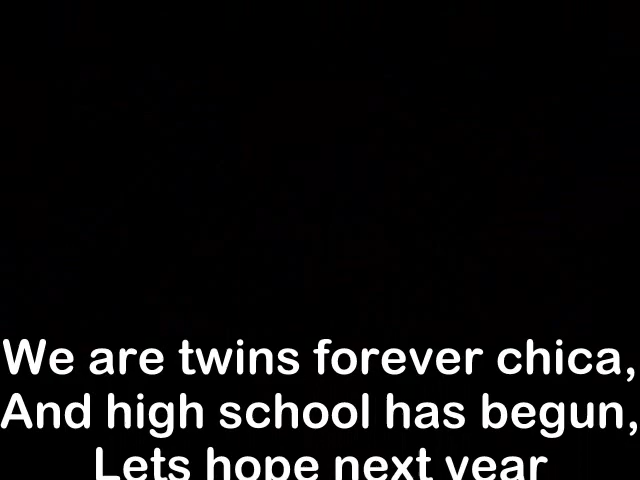 We are twins forever chica,
And high school has begun,
Lets hope next year